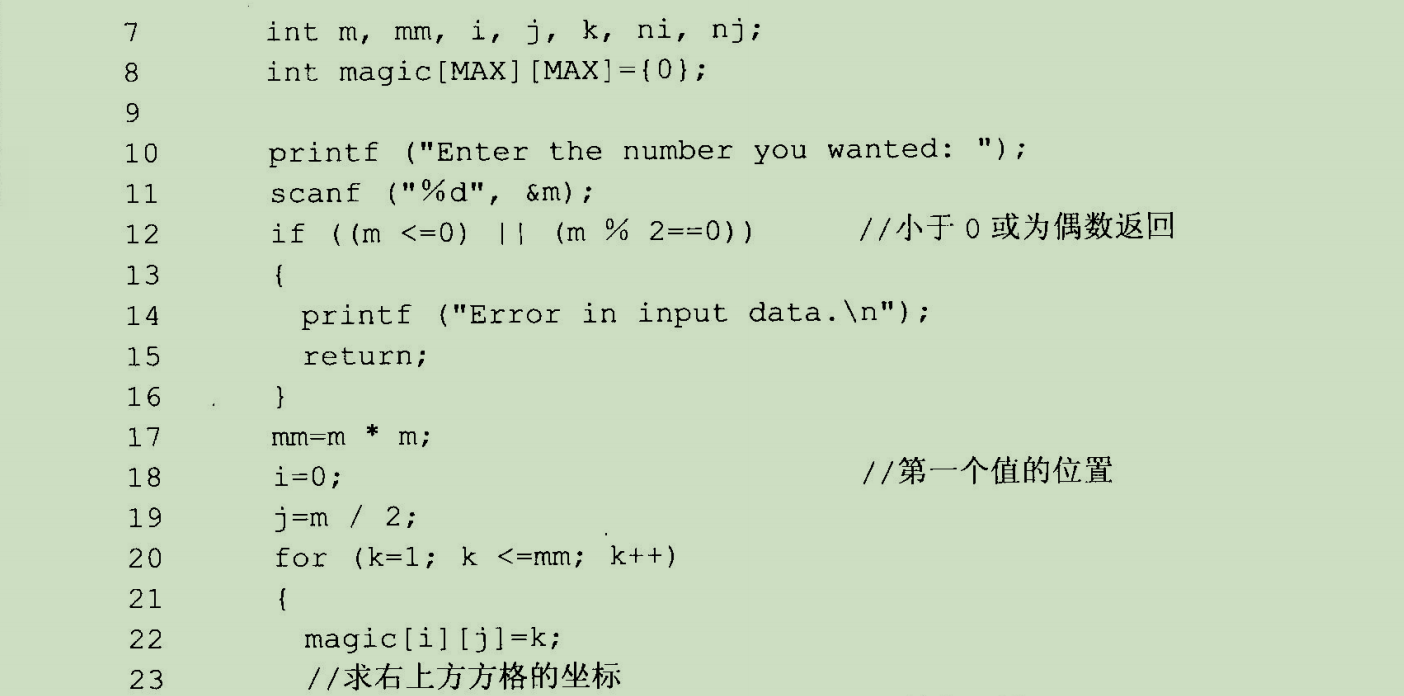 7 int m, mm, i, j, k, ni, nj;
8 int magic[MAX][MAX]={0};
9
10 printf ("Enter the number you wanted: ");
11 scanf ("%d", &m);
12 if ((m <=0) || (m % 2==0)) //小于 0 或为偶数返回
13 {
14 printf ("Error in input data.\n");
15 return;
16 }
17 mm=m * m;
18 i=0; //第一个值的位置
19 j=m / 2;
20 for (k=1; k <=mm; k++)
21 {
22 magic[i][j]=k;
23 //求右上方方格的坐标